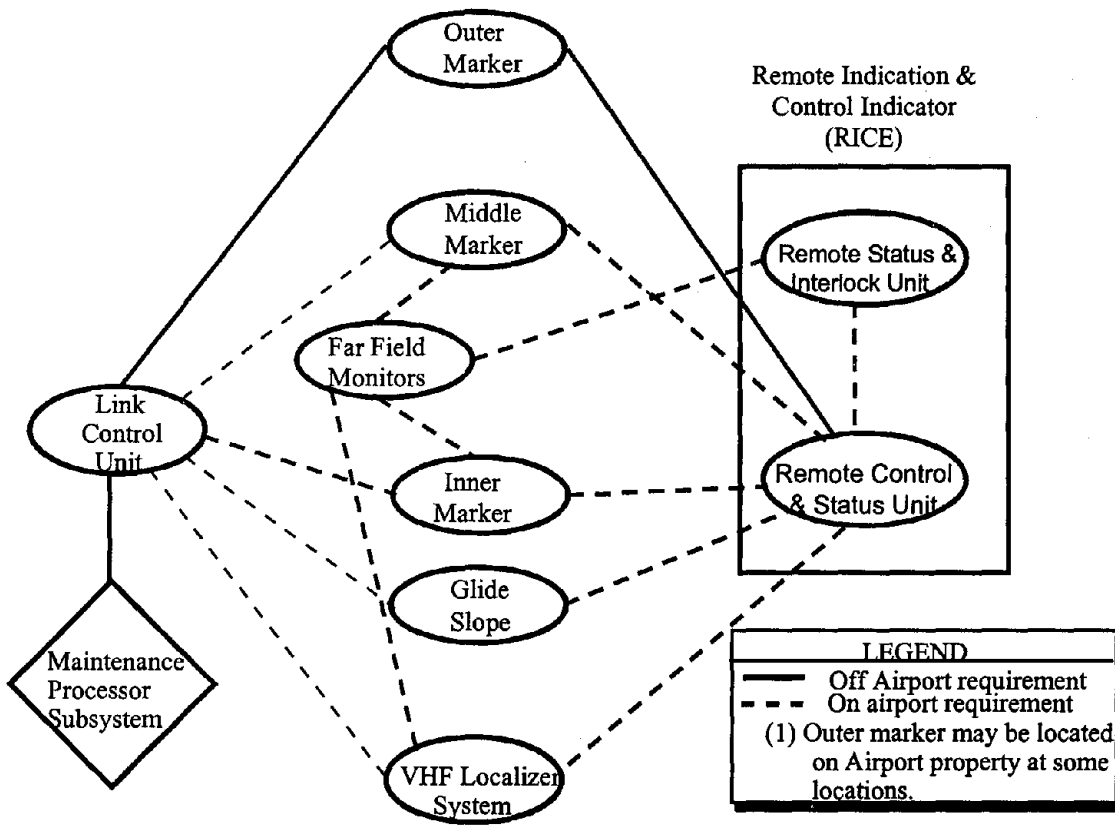 Outer
Marker
Remote Indication &
Control Indicator
(RICE)
Middle
Marker
Remote Status &
Interlock Unit
Far Field
Monitors
Link
Control
Unit
Inner
Marker
Remote Control
& Status Unit
Glide
Slope
Maintenance
Processor
Subsystem
VHF Localizer
System
LEGEND
Off Airport requirement
On airport requirement
(1) Outer marker may be located
on Airport property at some
locations.